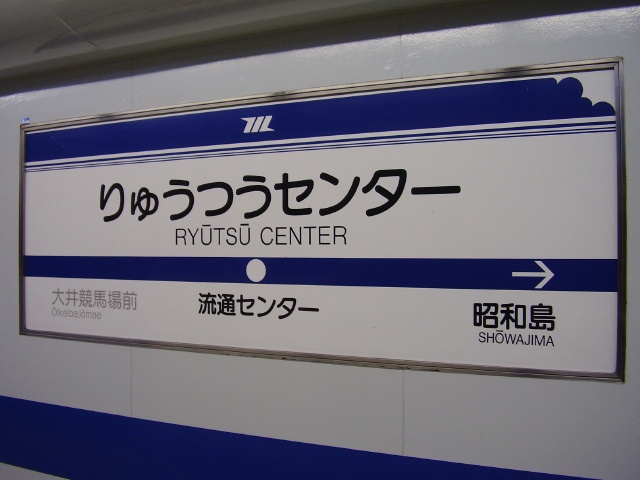 りゅうつうセンター
RYŪTSŪ CENTER
大井競馬場前
Ōikeibajōmae
流通センター
昭和島
SHŌWAJIMA